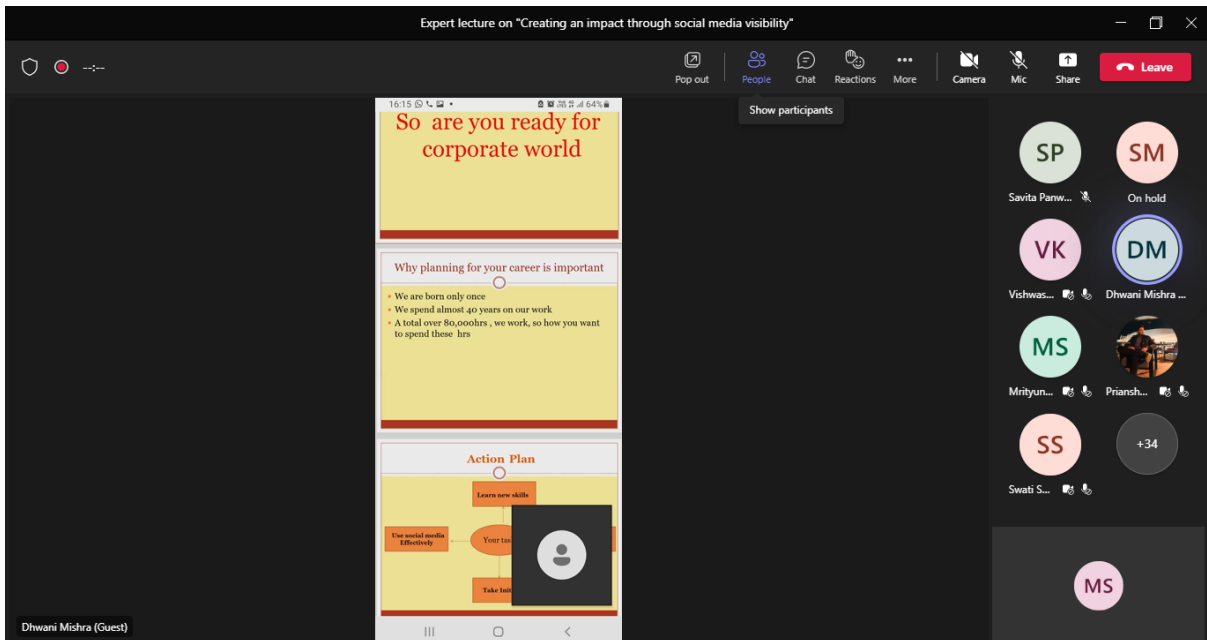 Expert lecture on "Creating an impact through social media visibility"
--:--
Pop out
People
Chat
Reactions
More
Camera
Mic
Share
Leave
Show participants
16:15
64%
So are you ready for
corporate world
Why planning for your career is important
• We are born only once
• We spend almost 40 years on our work
• A total over 80,000hrs , we work, so how you want
to spend these hrs
Action Plan
Learn new skills
Use social media
Effectively
Your tas
Take Init
SP
Savita Panw...
SM
On hold
VK
Vishwas...
DM
Dhwani Mishra ...
MS
Mrityun...
Priansh...
SS
Swati S...
+34
MS
Dhwani Mishra (Guest)